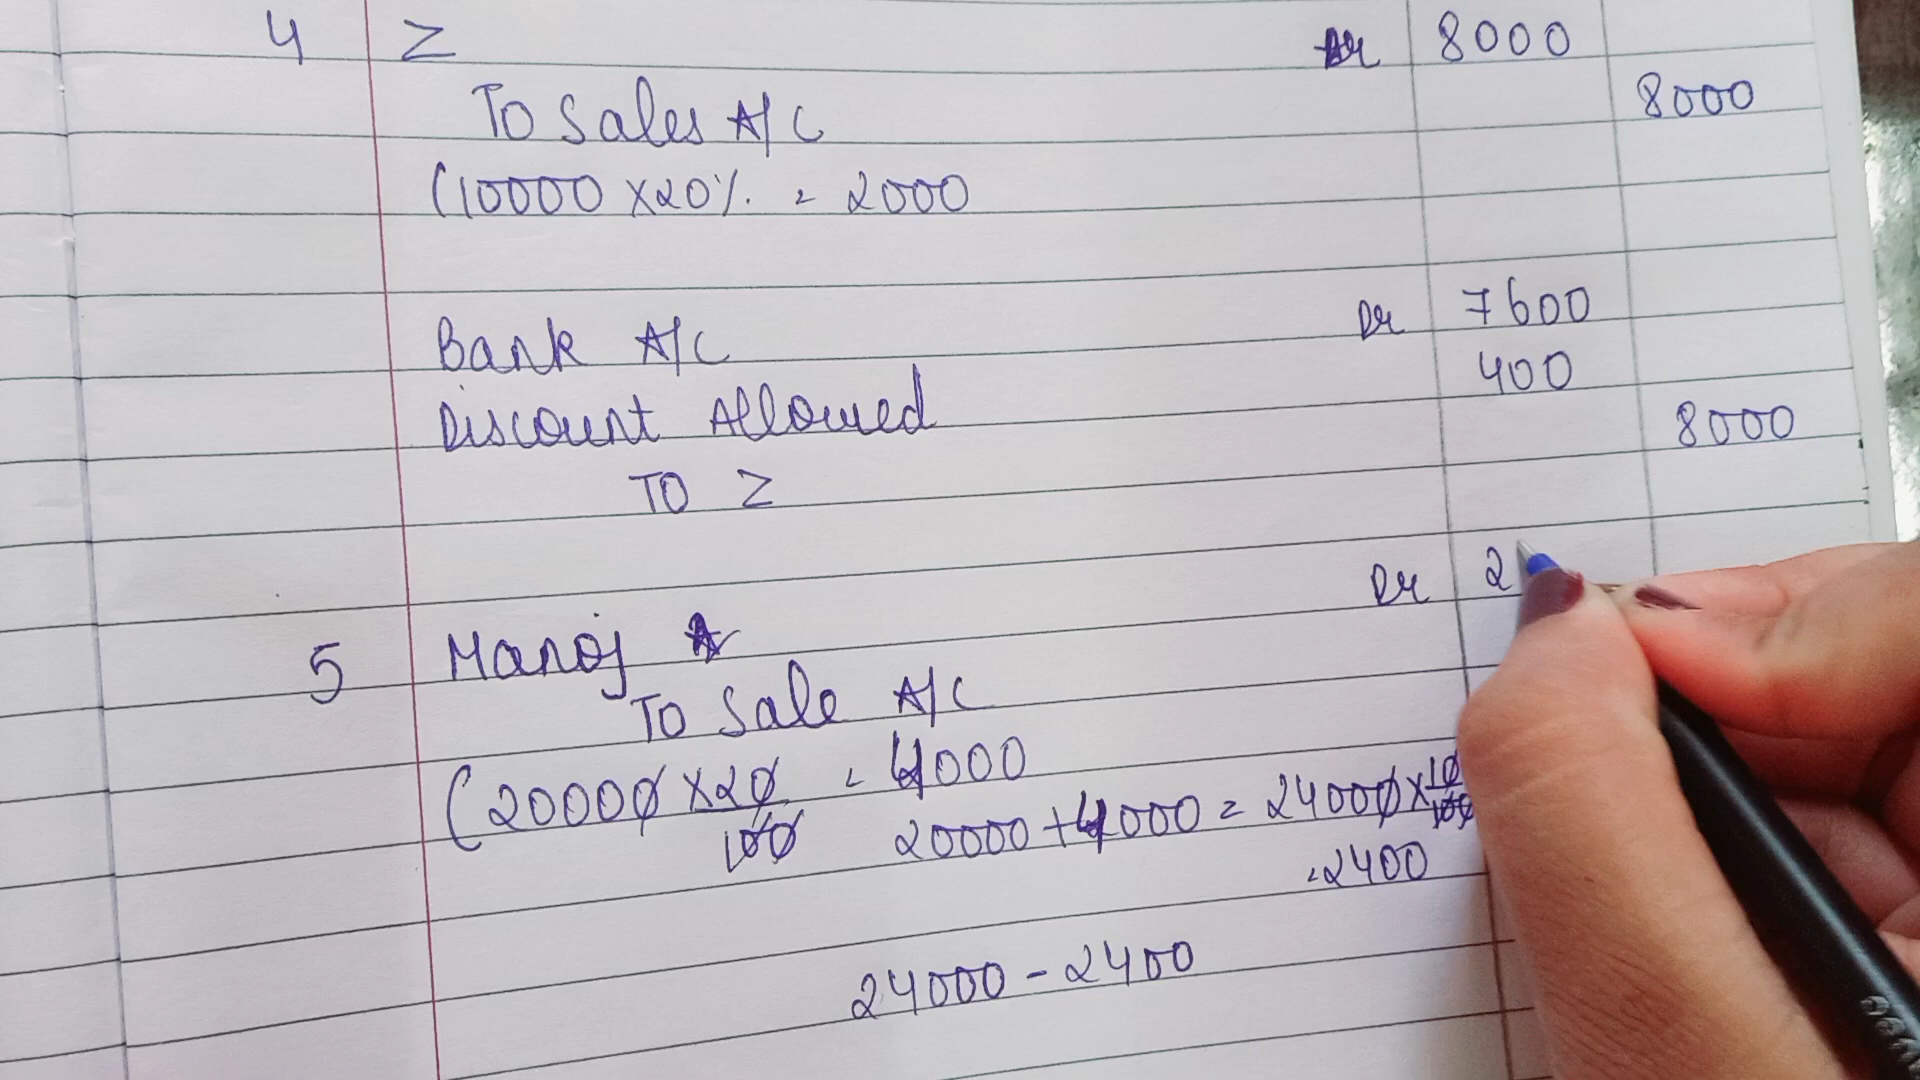 4 Z Dr 8000
To Sales A/C 8000
(10000 X20%. = 2000
Bank A/C Dr 7600
Discount Allowed 400
TO Z 8000
5 Manoj Dr 2
To Sale A/C
(20000 X 20/100 = 4000
20000+4000 = 24000 X 10/100
=2400
24000 - 2400